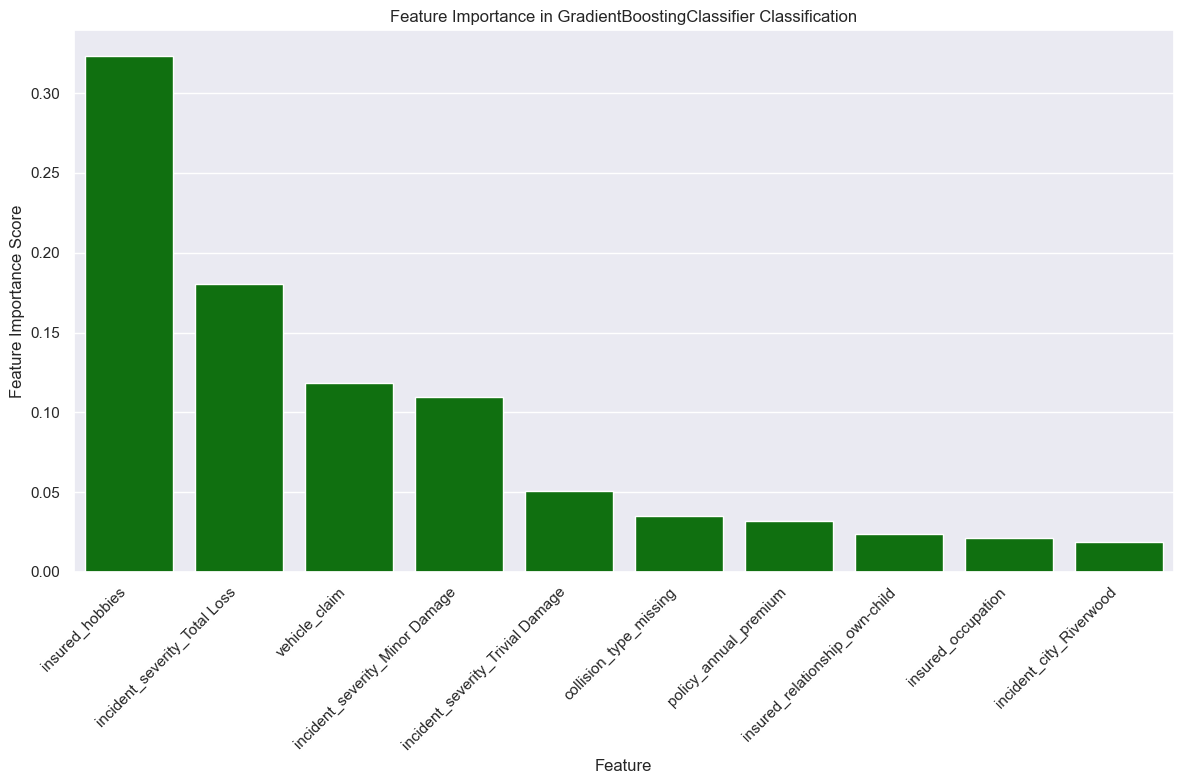 Feature Importance in GradientBoostingClassifier Classification
Feature Importance Score
0.30
0.25
0.20
0.15
0.10
0.05
0.00
insured_hobbies
incident_severity_Total Loss
vehicle_claim
incident_severity_Minor Damage
incident_severity_Trivial Damage
collision_type_missing
policy_annual_premium
insured_relationship_own-child
insured_occupation
incident_city_Riverwood
Feature